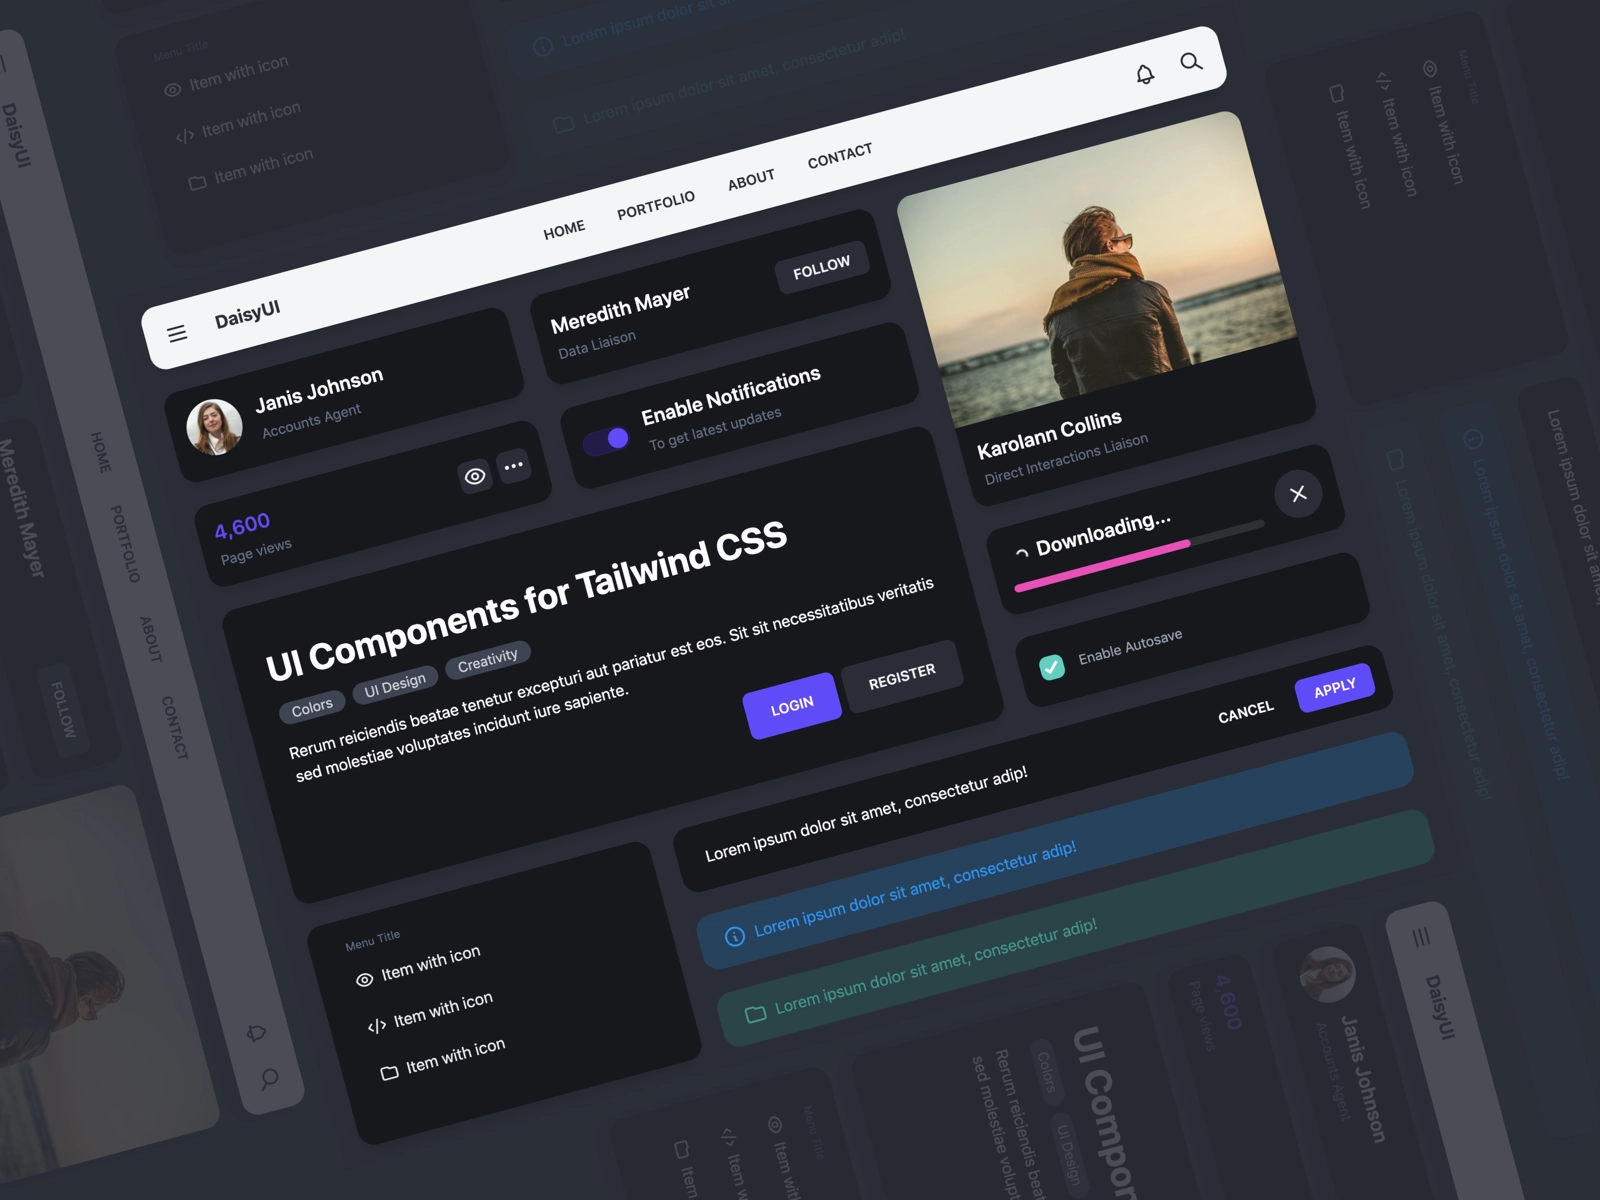 DaisyUI
HOME
PORTFOLIO
ABOUT
CONTACT
Janis Johnson
Accounts Agent
Meredith Mayer
Data Liaison
FOLLOW
4,600
Page views
Enable Notifications
To get latest updates
Karolann Collins
Direct Interactions Liaison
UI Components for Tailwind CSS
Colors
UI Design
Creativity
Rerum reiciendis beatae tenetur excepturi aut pariatur est eos. Sit sit necessitatibus veritatis
sed molestiae voluptates incidunt iure sapiente.
LOGIN
REGISTER
Downloading...
Enable Autosave
Lorem ipsum dolor sit amet, consectetur adip!
CANCEL
APPLY
Lorem ipsum dolor sit amet, consectetur adip!
Lorem ipsum dolor sit amet, consectetur adip!
Menu Title
Item with icon
Item with icon
Item with icon
Menu Title
Item with icon
Item with icon
Item with icon
Lorem ipsum dolor sit amet, consectetur
Lorem ipsum dolor sit amet, consectetur adip!
DaisyUI
HOME
PORTFOLIO
ABOUT
CONTACT
Meredith Mayer
FOLLOW
Menu Title
Item with icon
Item with icon
Item with icon
Lorem ipsum dolor sit amet,
Lorem ipsum dolor sit amet, consectetur adip!
Lorem ipsum dolor sit amet, consectetur adip!
DaisyUI
Janis Johnson
Accounts Agent
4,600
Page views
UI Compon
Colors
UI Design
Rerum reiciendis beat
sed molestiae volupt
Menu Title
Item with
Item w
Item